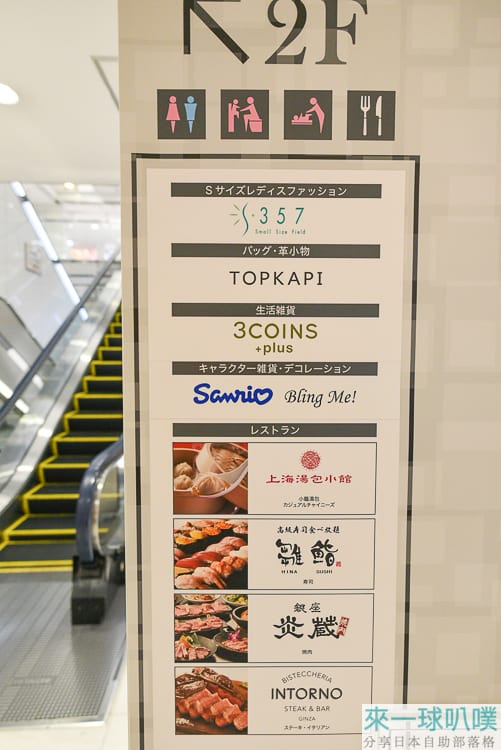 2F
Sサイズレディスファッション
S・357
Small Size Field
バッグ・革小物
TOPKAPI
生活雑貨
3COINS
+plus
キャラクター雑貨・デコレーション
Sanrio Bling Me!
レストラン
上海湯包小館
小籠湯包
カジュアルチャイニーズ
高級寿司食べ放題
雛鮨
HINA SUSHI
寿司
銀座
炎蔵
焼肉
焼肉
BISTECCHERIA
INTORNO
STEAK & BAR
GINZA
ステーキ・イタリアン
來一球叭噗
分享日本自助部落格